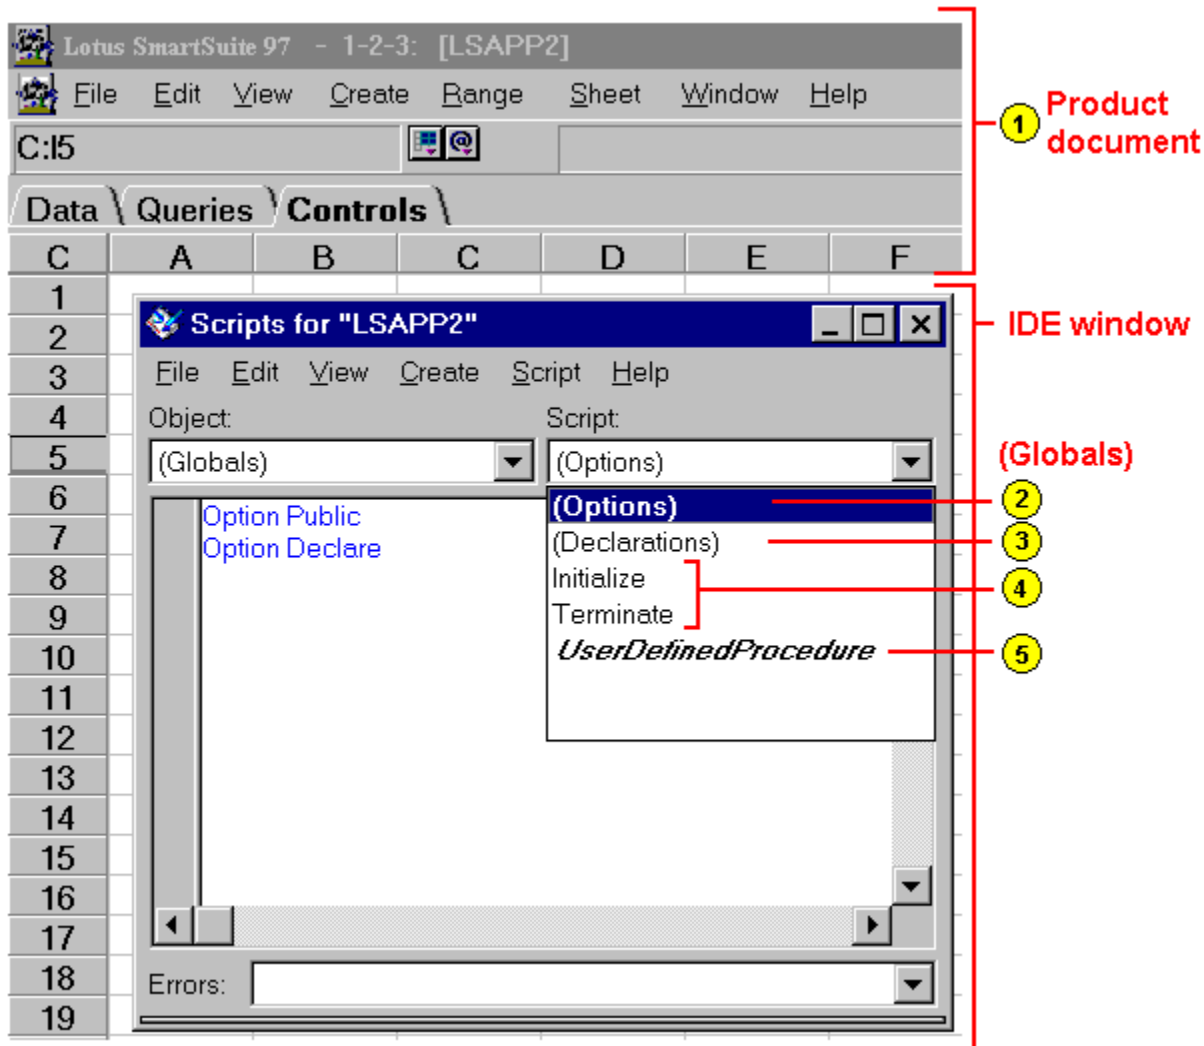 Lotus SmartSuite 97 - 1-2-3: [LSAPP2]
File Edit View Create Range Sheet Window Help
1 Product document
C:I5 @
Data Queries Controls
C A B C D E F
1
2
3
4
5
6
7
8
9
10
11
12
13
14
15
16
17
18
19
IDE window
Scripts for "LSAPP2"
File Edit View Create Script Help
Object: Script:
(Globals) (Options)
Option Public
Option Declare
(Globals)
(Options) 2
(Declarations) 3
Initialize
Terminate
4
UserDefinedProcedure 5
Errors: